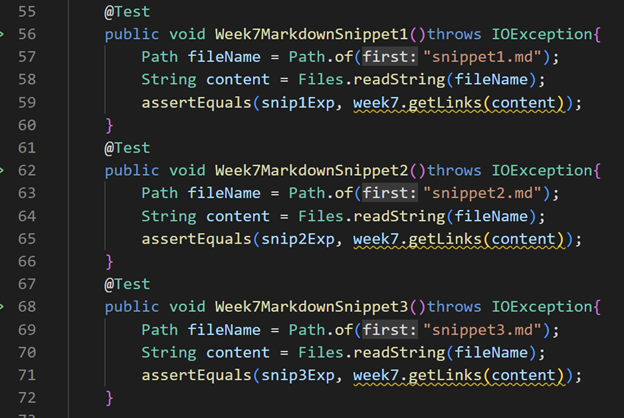 55 @Test
56 public void Week7MarkdownSnippet1()throws IOException{
57 Path fileName = Path.of(first: "snippet1.md");
58 String content = Files.readString(fileName);
59 assertEquals(snip1Exp, week7.getLinks(content));
60 }
61 @Test
62 public void Week7MarkdownSnippet2()throws IOException{
63 Path fileName = Path.of(first: "snippet2.md");
64 String content = Files.readString(fileName);
65 assertEquals(snip2Exp, week7.getLinks(content));
66 }
67 @Test
68 public void Week7MarkdownSnippet3()throws IOException{
69 Path fileName = Path.of(first: "snippet3.md");
70 String content = Files.readString(fileName);
71 assertEquals(snip3Exp, week7.getLinks(content));
72 }